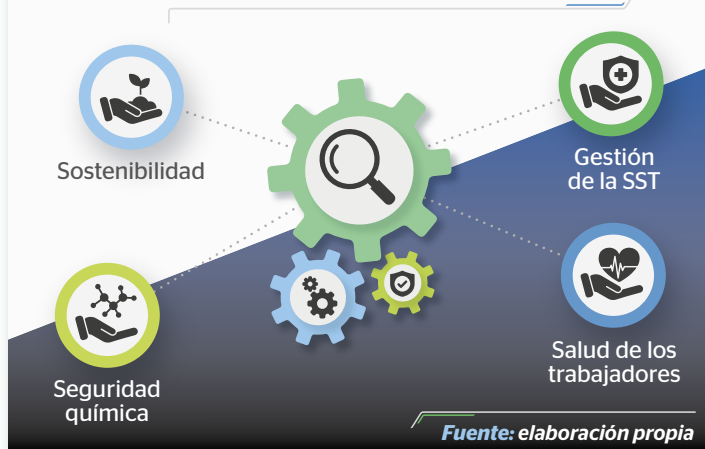 Sostenibilidad
Gestión
de la SST
Seguridad
química
Salud de los
trabajadores
Fuente: elaboración propia